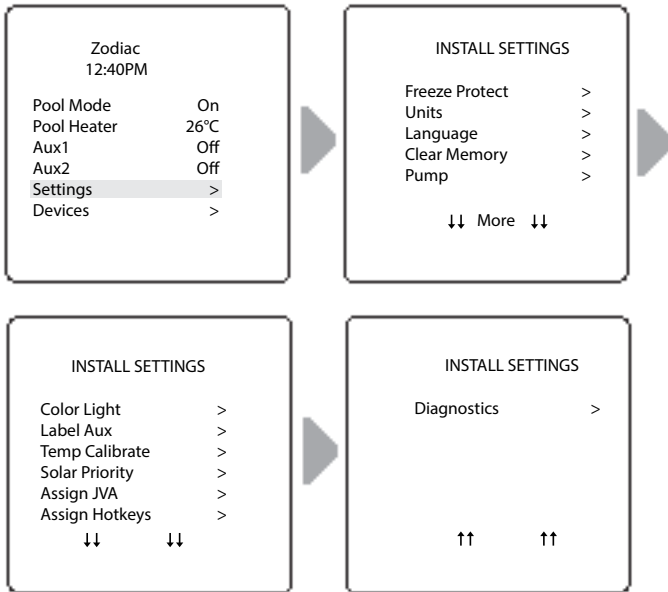 Zodiac
12:40PM
Pool Mode On
Pool Heater 26°C
Aux1 Off
Aux2 Off
Settings >
Devices >
INSTALL SETTINGS
Freeze Protect >
Units >
Language >
Clear Memory >
Pump >
↓↓ More ↓↓
INSTALL SETTINGS
Color Light >
Label Aux >
Temp Calibrate >
Solar Priority >
Assign JVA >
Assign Hotkeys >
↓↓ ↓↓
INSTALL SETTINGS
Diagnostics >
↑↑ ↑↑